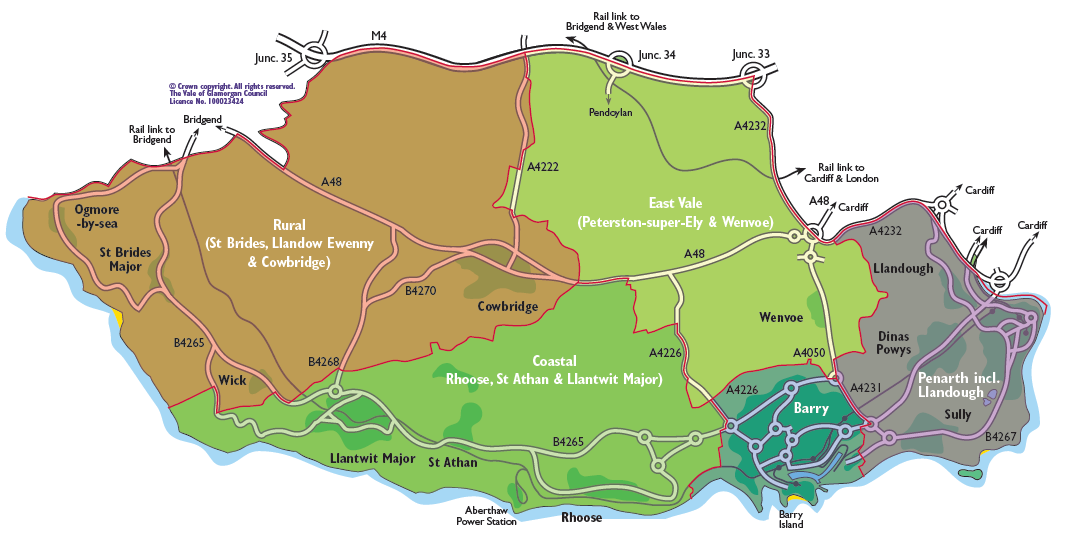 Rail link to
Bridgend & West Wales
M4
Junc. 35
Junc. 34
Junc. 33
© Crown copyright. All rights reserved.
The Vale of Glamorgan Council
Licence No. 100023424
Pendoylan
Rail link to
Bridgend
Bridgend
A4232
A4222
Rail link to
Cardiff & London
A48
A48
Cardiff
Cardiff
Ogmore
-by-sea
Rural
(St Brides, Llandow Ewenny
& Cowbridge)
East Vale
(Peterston-super-Ely & Wenvoe)
A4232
Cardiff
Cardiff
St Brides
Major
A48
Llandough
B4270
Cowbridge
Wenvoe
Dinas
Powys
B4265
B4268
Coastal
Rhoose, St Athan & Llantwit Major)
A4226
A4050
Wick
A4226
A4231
Penarth incl.
Llandough
Barry
Sully
B4265
B4267
Llantwit Major
St Athan
Aberthaw
Power Station
Rhoose
Barry
Island